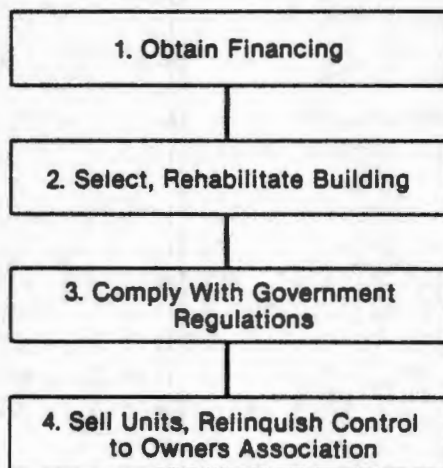 1. Obtain Financing
2. Select, Rehabilitate Building
3. Comply With Government
Regulations
4. Sell Units, Relinquish Control
to Owners Association